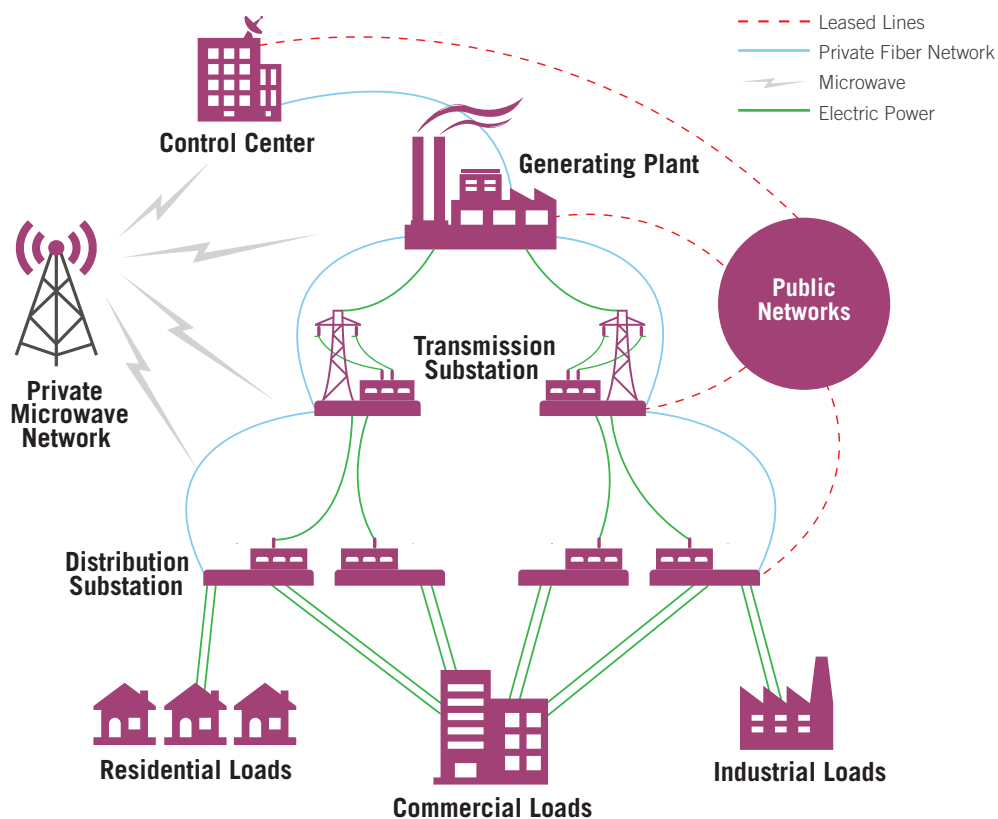 Leased Lines
Private Fiber Network
Microwave
Electric Power
Control Center
Generating Plant
Public
Networks
Transmission
Substation
Private
Microwave
Network
Distribution
Substation
Residential Loads
Commercial Loads
Industrial Loads